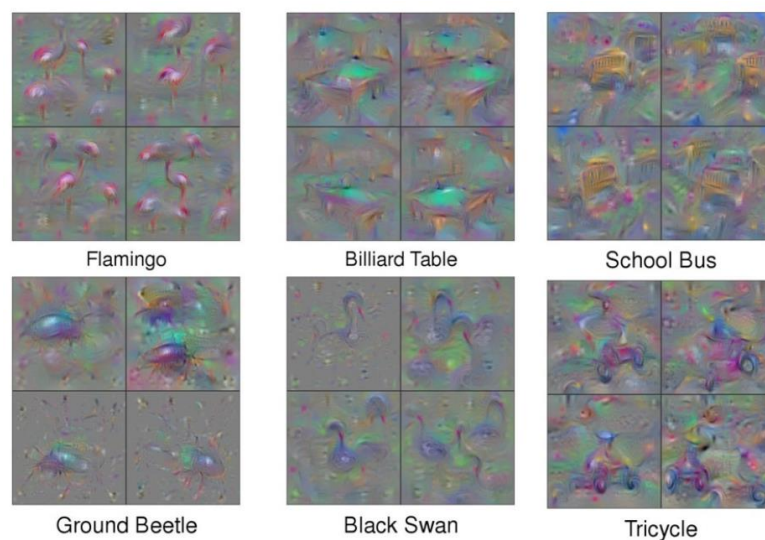 Flamingo
Billiard Table
School Bus
Ground Beetle
Black Swan
Tricycle